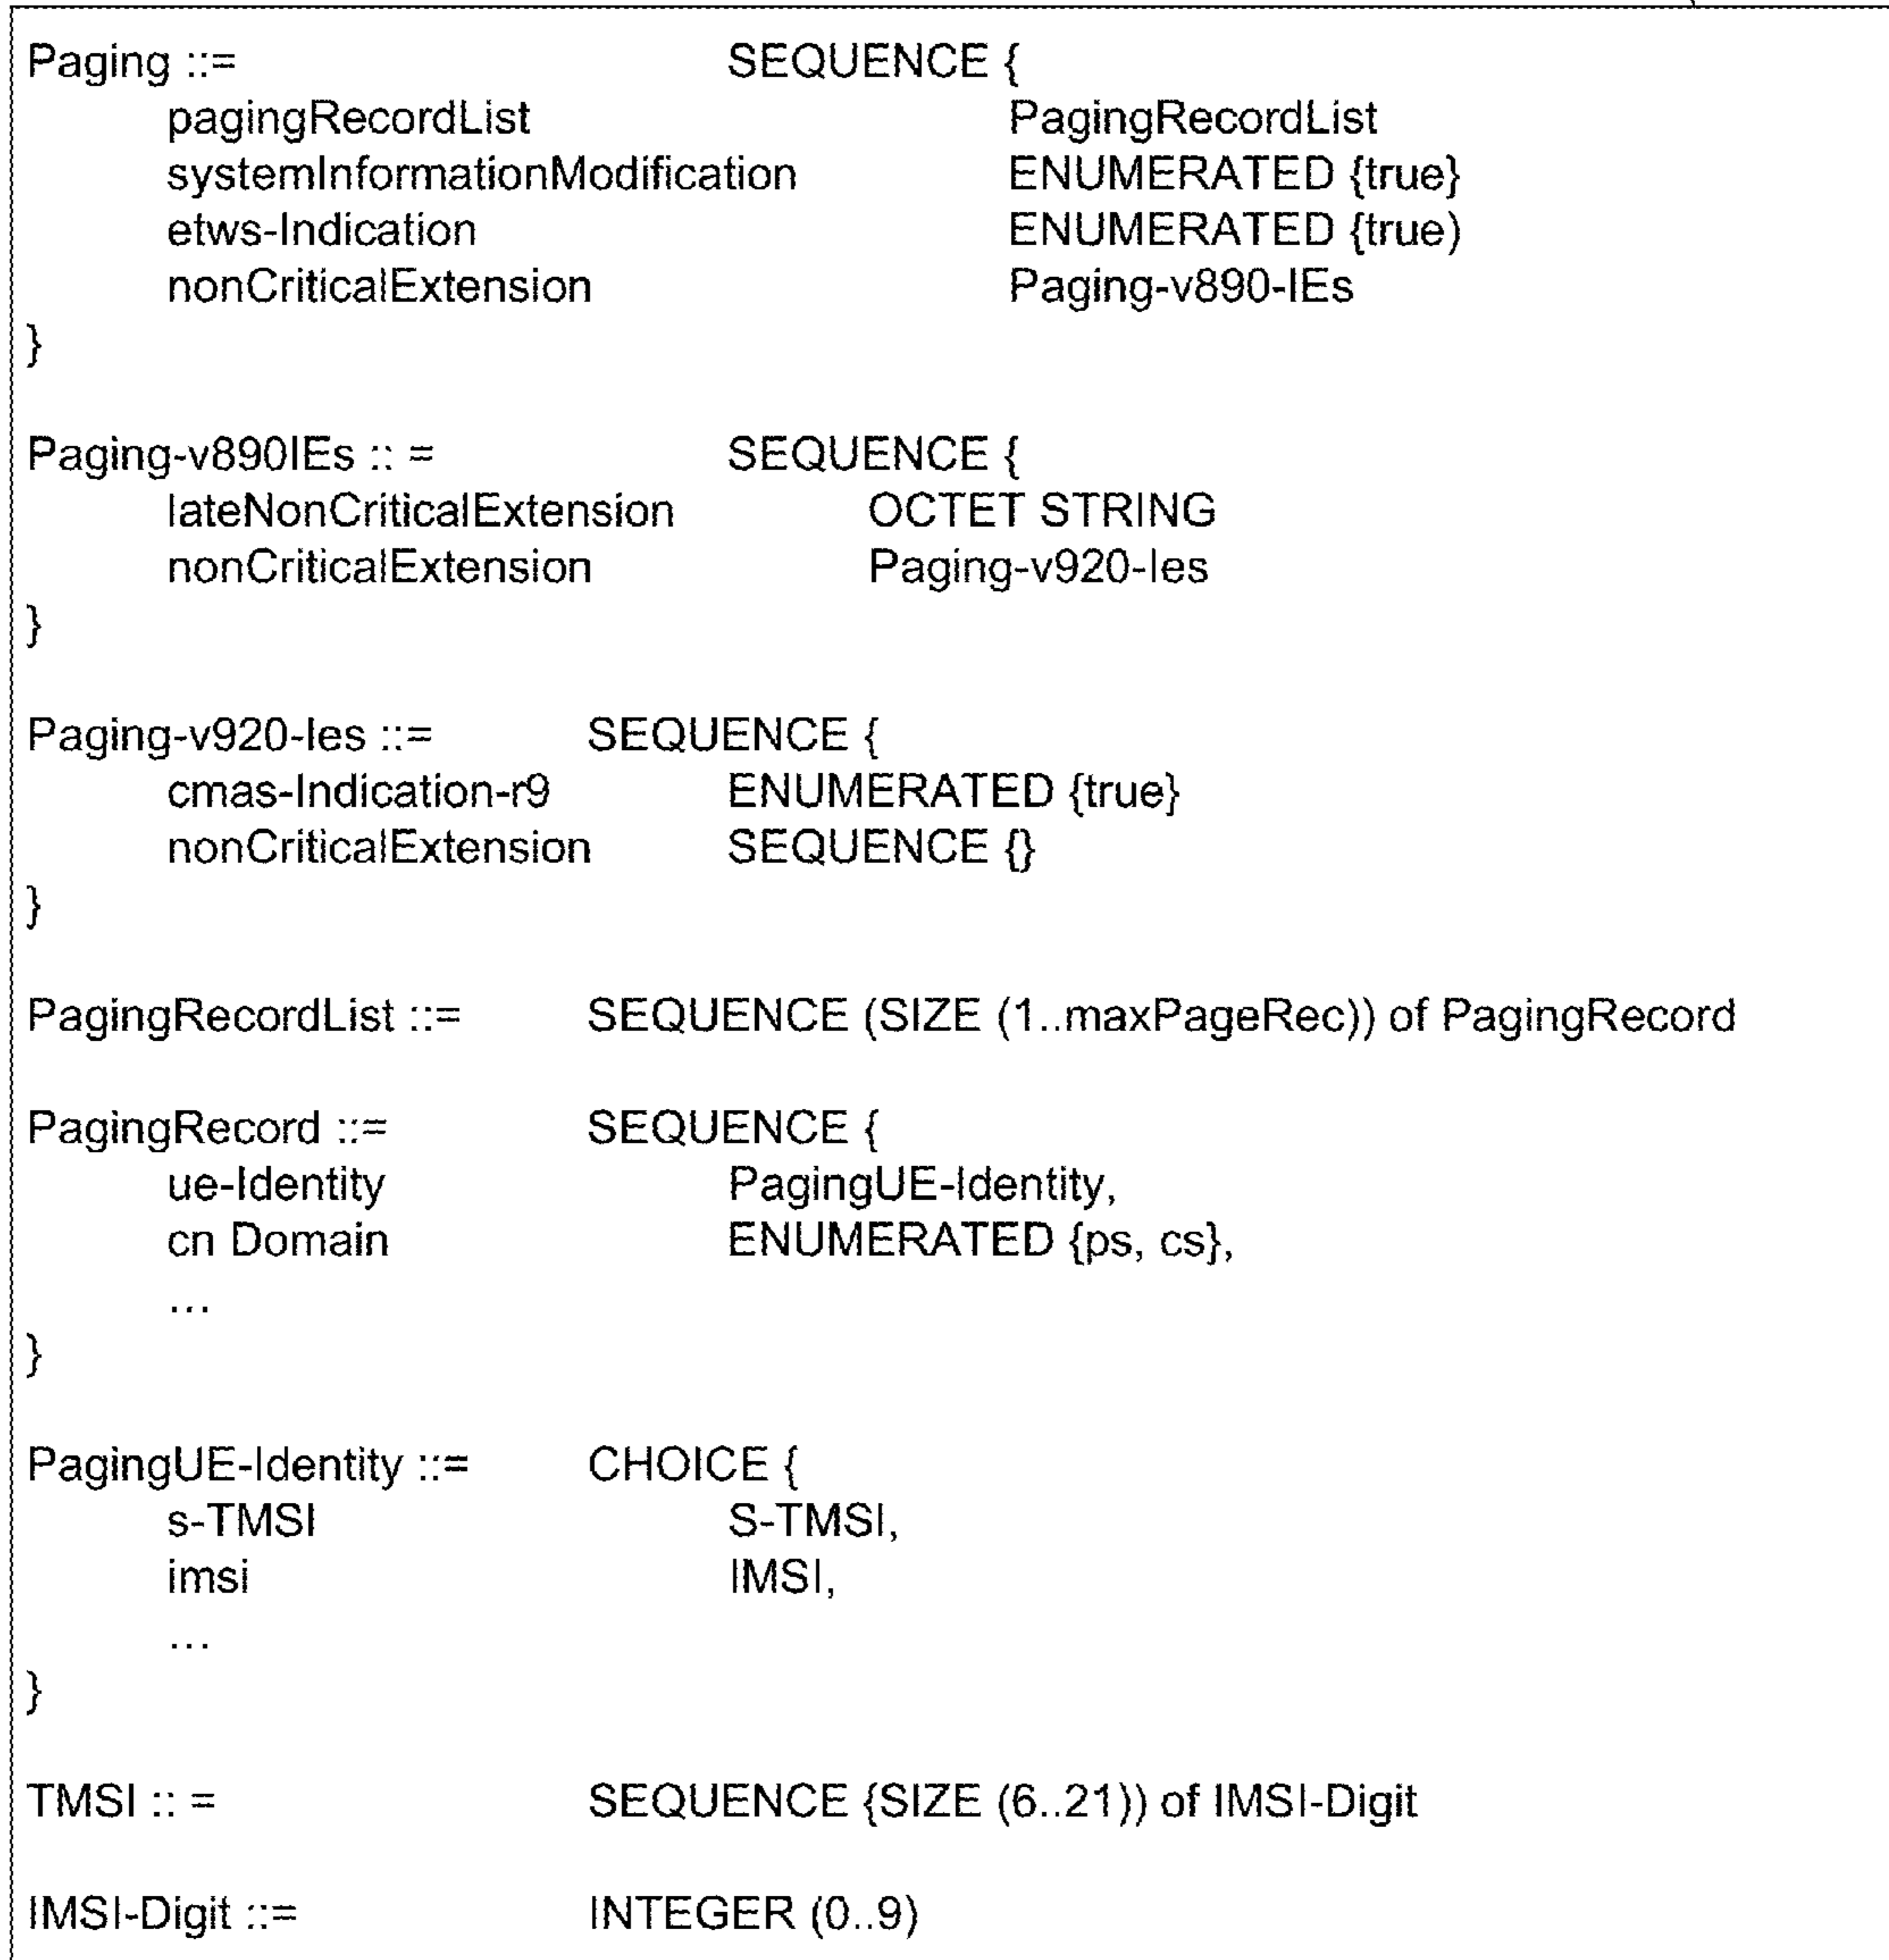 Paging ::= SEQUENCE {
pagingRecordList PagingRecordList
systemInformationModification ENUMERATED {true}
etws-Indication ENUMERATED {true)
nonCriticalExtension Paging-v890-IEs
}
Paging-v890IEs :: = SEQUENCE {
lateNonCriticalExtension OCTET STRING
nonCriticalExtension Paging-v920-Ies
}
Paging-v920-Ies ::= SEQUENCE {
cmas-Indication-r9 ENUMERATED {true}
nonCriticalExtension SEQUENCE {}
}
PagingRecordList ::= SEQUENCE (SIZE (1..maxPageRec)) of PagingRecord
PagingRecord ::= SEQUENCE {
ue-Identity PagingUE-Identity,
cn Domain ENUMERATED {ps, cs},
...
}
PagingUE-Identity ::= CHOICE {
s-TMSI S-TMSI,
imsi IMSI,
...
}
TMSI :: = SEQUENCE {SIZE (6..21)) of IMSI-Digit
IMSI-Digit ::= INTEGER (0..9)